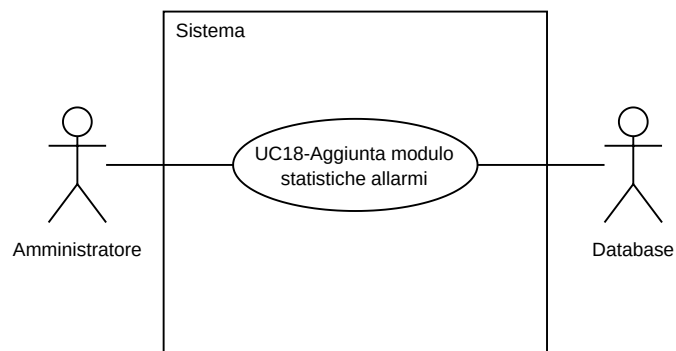 Sistema
UC18-Aggiunta modulo
statistiche allarmi
Amministratore
Database